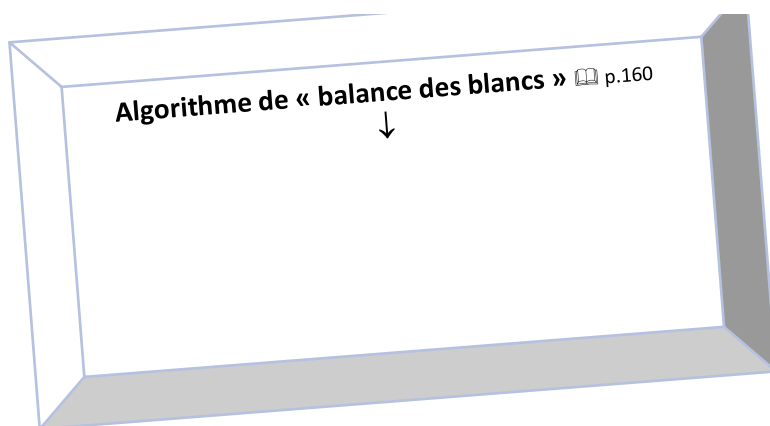 Algorithme de « balance des blancs » 🕮 p.160
↓